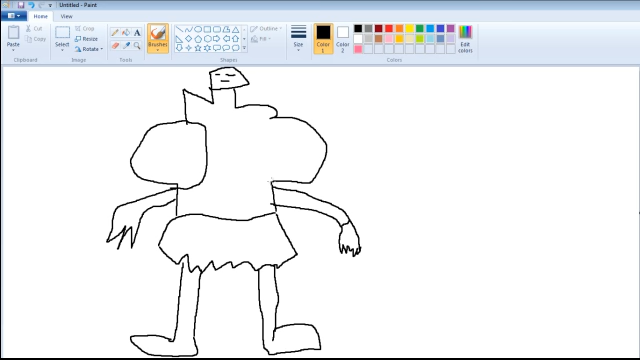 Untitled - Paint
Home View
Paste
Cut
Copy
Clipboard
Select
Crop
Resize
Rotate
Image
A
Tools
Brushes
Shapes
Outline
Fill
Size
Color 1
Color 2
Colors
Edit colors